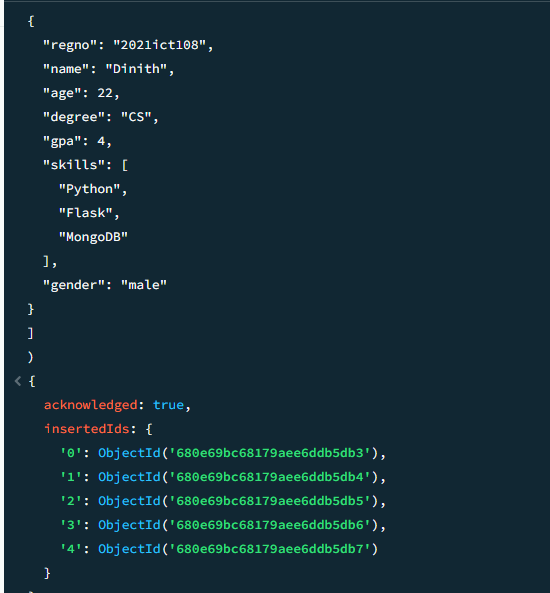 {
"regno": "2021ict108",
"name": "Dinith",
"age": 22,
"degree": "CS",
"gpa": 4,
"skills": [
"Python",
"Flask",
"MongoDB"
],
"gender": "male"
}
]
)
< {
acknowledged: true,
insertedIds: {
'0': ObjectId('680e69bc68179aee6ddb5db3'),
'1': ObjectId('680e69bc68179aee6ddb5db4'),
'2': ObjectId('680e69bc68179aee6ddb5db5'),
'3': ObjectId('680e69bc68179aee6ddb5db6'),
'4': ObjectId('680e69bc68179aee6ddb5db7')
}
}